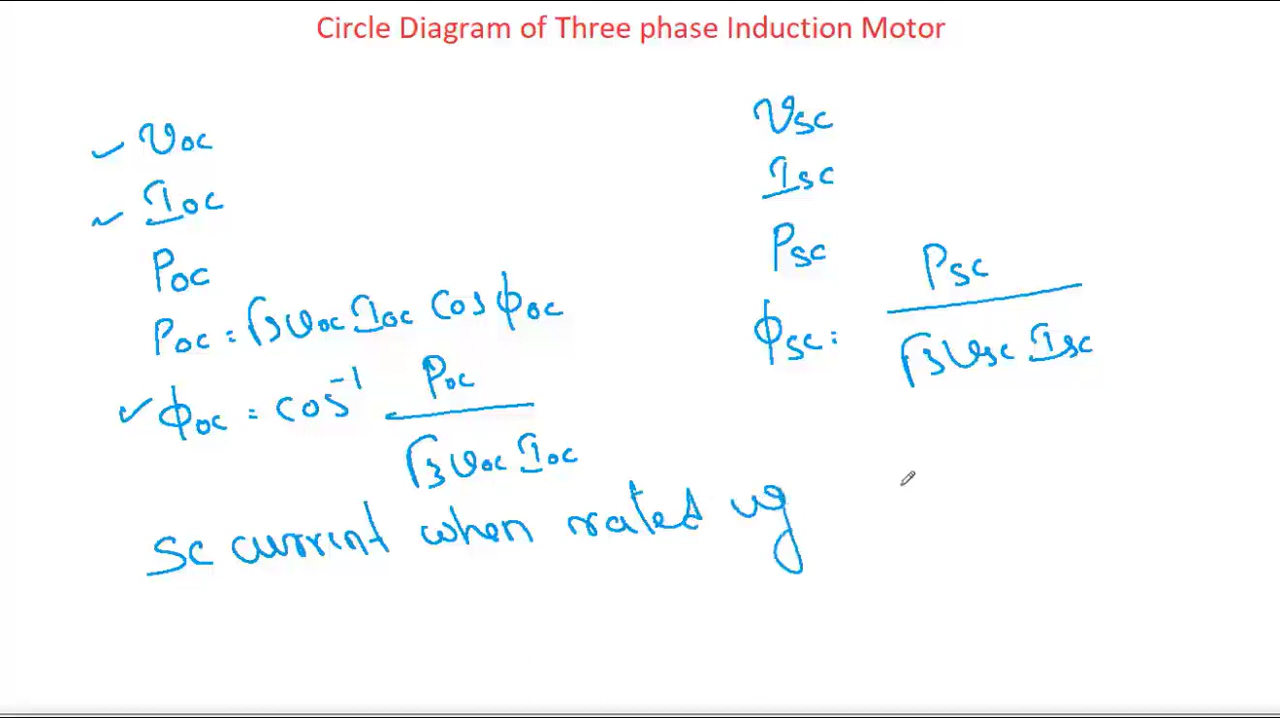 Circle Diagram of Three phase Induction Motor
Voc
Ioc
Poc
Poc = √3 Voc Ioc Cos ϕoc
ϕoc = cos⁻¹ Poc / √3 Voc Ioc
Vsc
Isc
Psc
ϕsc = Psc / √3 Vsc Isc
SC current when rated vg